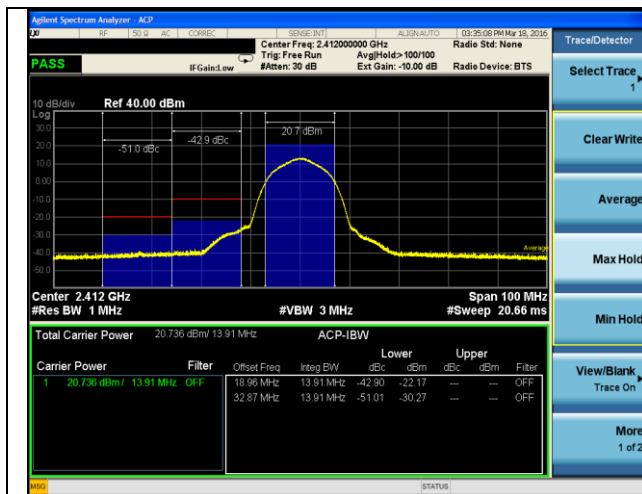 Agilent Spectrum Analyzer - ACP
LXI RF 50 Ω AC CORREC SENSE:INT ALIGN AUTO 03:35:08 PM Mar 18, 2016
Center Freq: 2.412000000 GHz Radio Std: None
Trig: Free Run Avg|Hold:>100/100
PASS IFGain:Low #Atten: 30 dB Ext Gain: -10.00 dB Radio Device: BTS
Trace/Detector
Select Trace
1
Clear Write
Average
Max Hold
Min Hold
View/Blank
Trace On
More
1 of 2
10 dB/div Ref 40.00 dBm
Log
30.0
20.0
10.0
0.00
-10.0
-20.0
-30.0
-40.0
-50.0
-51.0 dBc
-42.9 dBc
20.7 dBm
Average
Center 2.412 GHz Span 100 MHz
#Res BW 1 MHz #VBW 3 MHz #Sweep 20.66 ms
Total Carrier Power 20.736 dBm/ 13.91 MHz ACP-IBW
Lower Upper
Carrier Power Filter Offset Freq Integ BW dBc dBm dBc dBm Filter
1 20.736 dBm / 13.91 MHz OFF 18.96 MHz 13.91 MHz -42.90 -22.17 --- --- OFF
32.87 MHz 13.91 MHz -51.01 -30.27 --- --- OFF
MSG STATUS